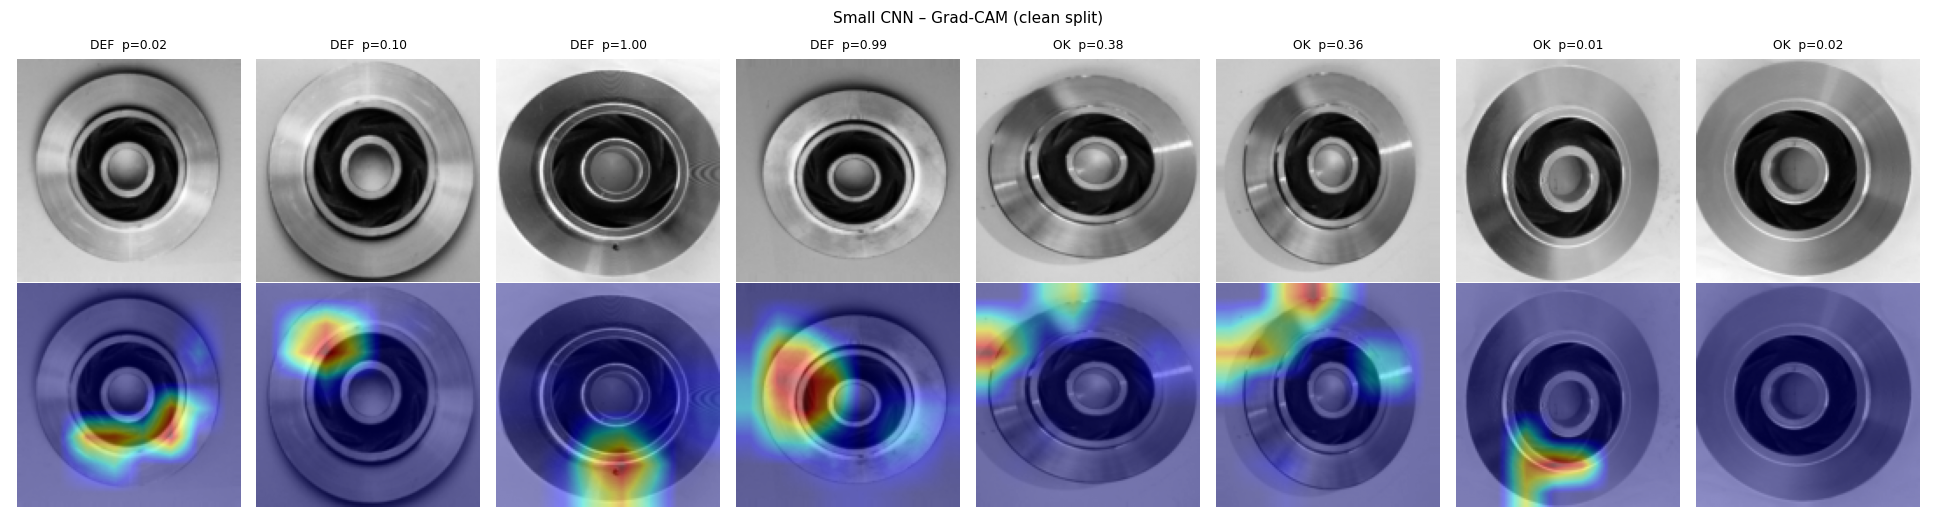 Small CNN – Grad-CAM (clean split)
DEF p=0.02
DEF p=0.10
DEF p=1.00
DEF p=0.99
OK p=0.38
OK p=0.36
OK p=0.01
OK p=0.02